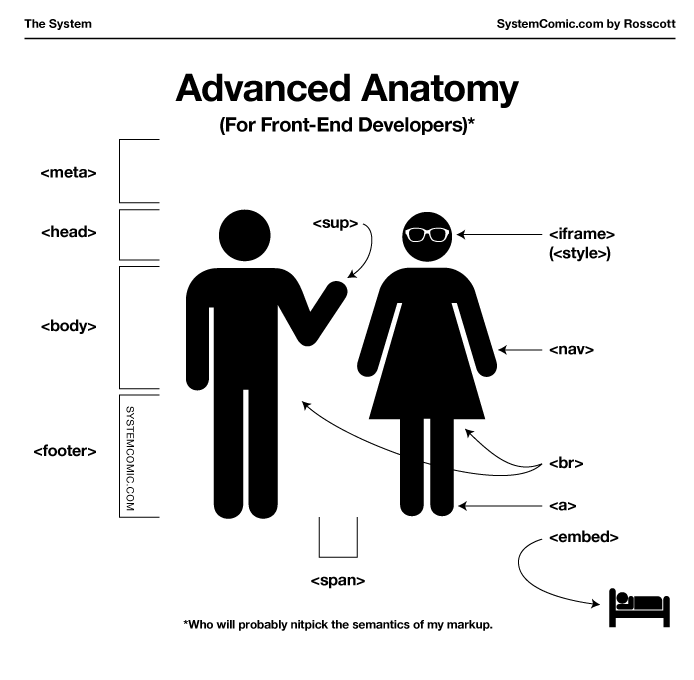 The System
SystemComic.com by Rosscott
Advanced Anatomy
(For Front-End Developers)*
<meta>
<head>
<sup>
<iframe>
(<style>)
<body>
<nav>
<footer>
SYSTEMCOMIC.COM
<br>
<a>
<embed>
<span>
*Who will probably nitpick the semantics of my markup.